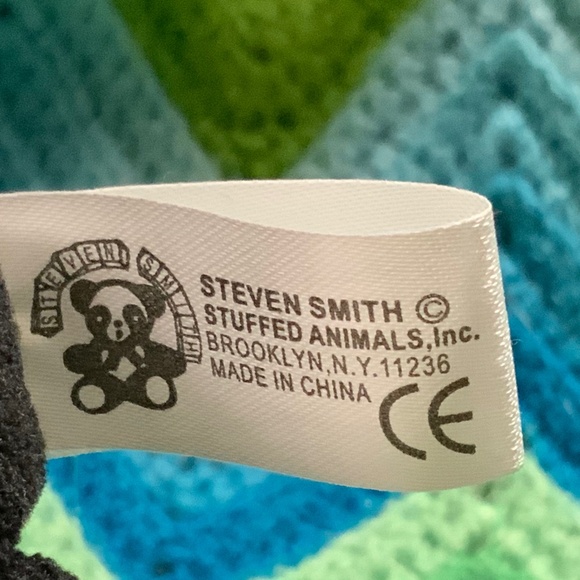 STEVEN SMITH
STEVEN SMITH ©
STUFFED ANIMALS,Inc.
BROOKLYN,N.Y.11236
MADE IN CHINA
CE